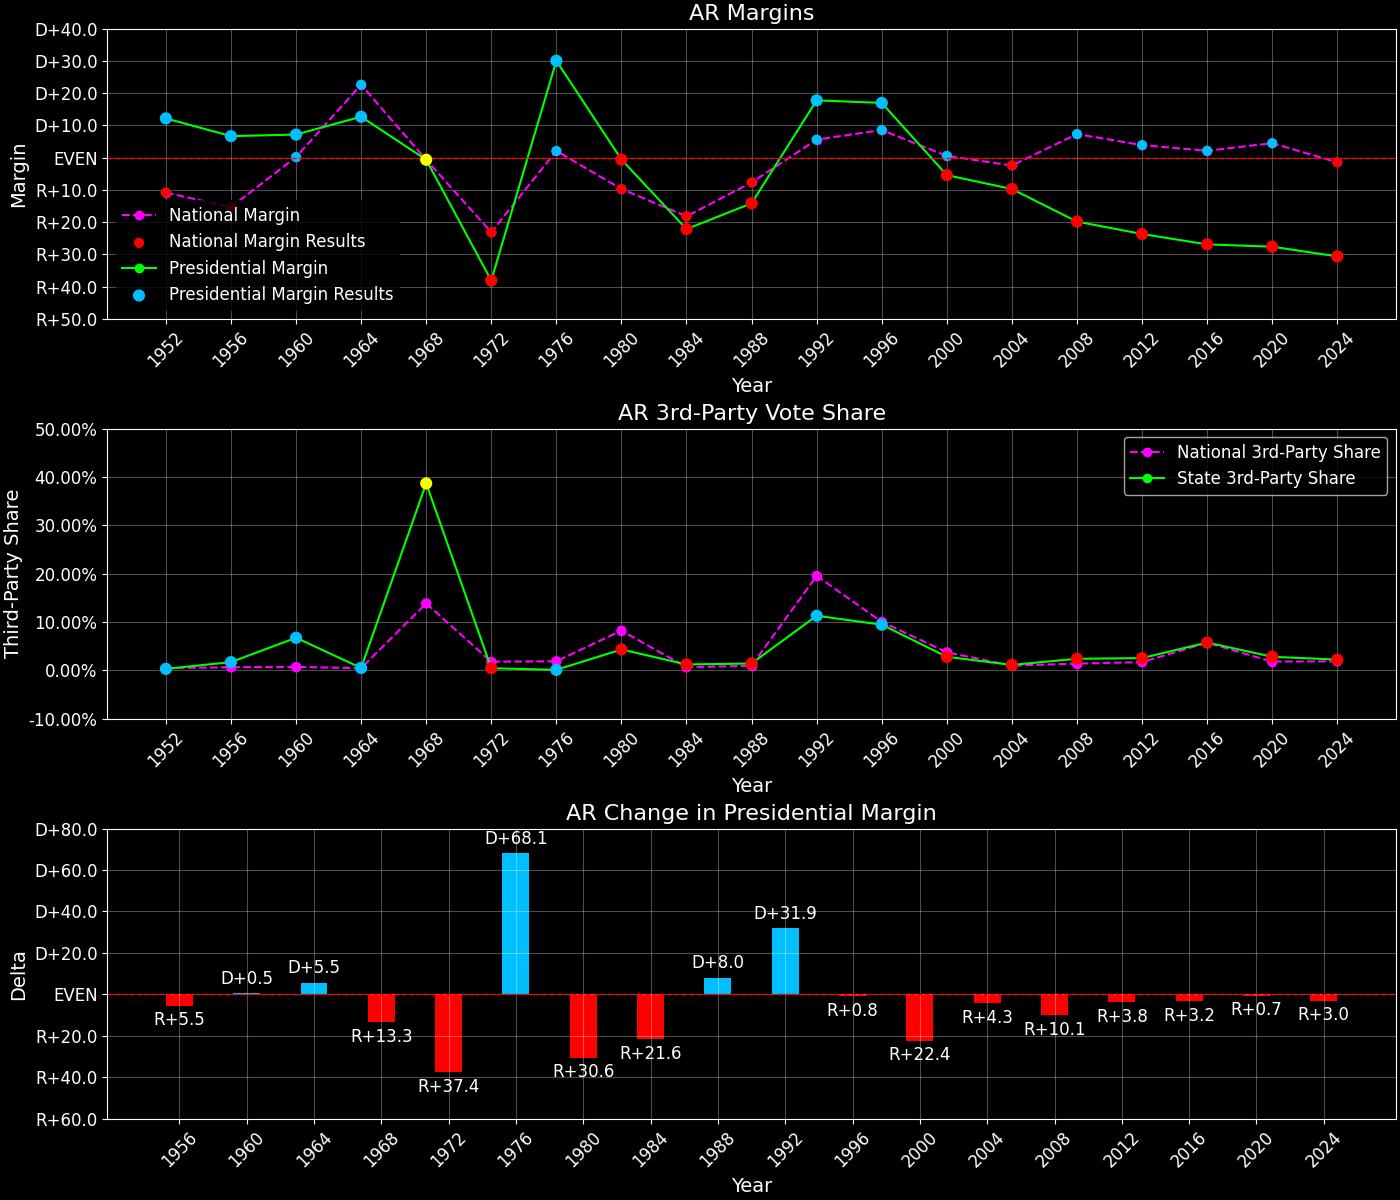 AR Margins
D+40.0
D+30.0
D+20.0
D+10.0
EVEN
R+10.0
R+20.0
R+30.0
R+40.0
R+50.0
Margin
National Margin
National Margin Results
Presidential Margin
Presidential Margin Results
1952 1956 1960 1964 1968 1972 1976 1980 1984 1988 1992 1996 2000 2004 2008 2012 2016 2020 2024
Year
AR 3rd-Party Vote Share
50.00%
40.00%
30.00%
20.00%
10.00%
0.00%
-10.00%
Third-Party Share
National 3rd-Party Share
State 3rd-Party Share
1952 1956 1960 1964 1968 1972 1976 1980 1984 1988 1992 1996 2000 2004 2008 2012 2016 2020 2024
Year
AR Change in Presidential Margin
D+80.0
D+60.0
D+40.0
D+20.0
EVEN
R+20.0
R+40.0
R+60.0
Delta
R+5.5
D+0.5
D+5.5
R+13.3
R+37.4
D+68.1
R+30.6
R+21.6
D+8.0
D+31.9
R+0.8
R+22.4
R+4.3
R+10.1
R+3.8
R+3.2
R+0.7
R+3.0
1956 1960 1964 1968 1972 1976 1980 1984 1988 1992 1996 2000 2004 2008 2012 2016 2020 2024
Year